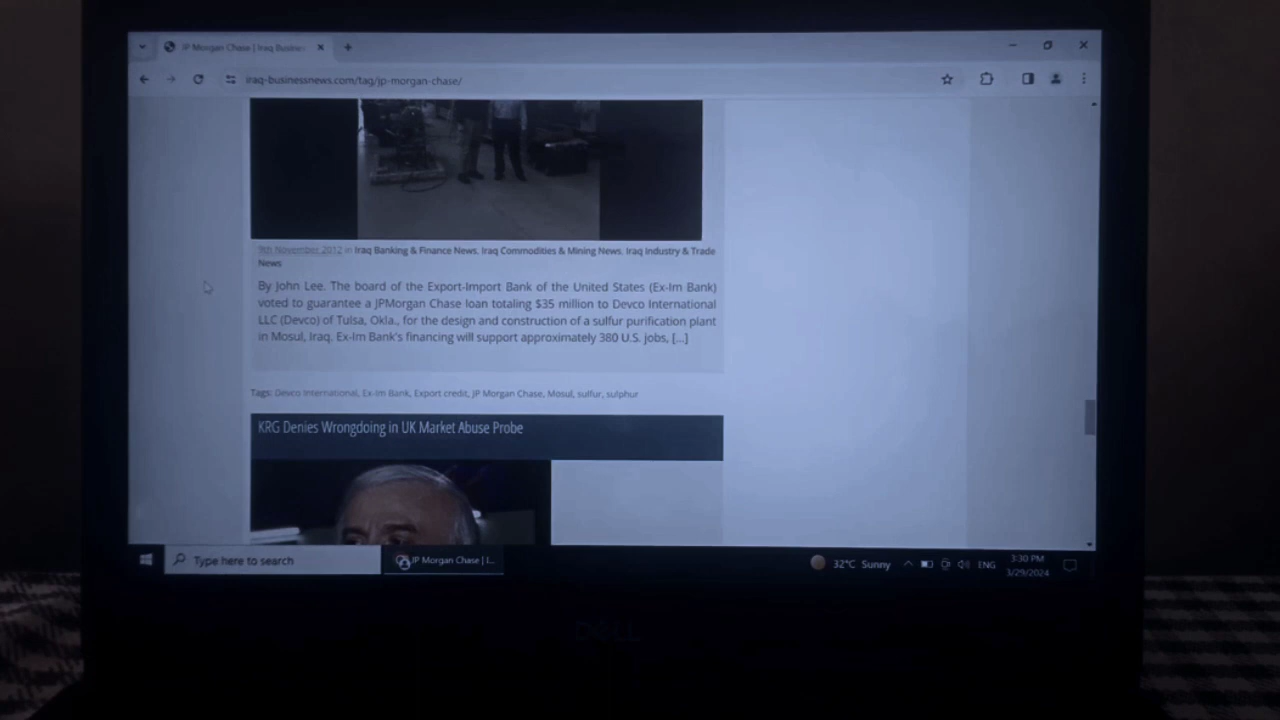 JP Morgan Chase | Iraq Busines
iraq-businessnews.com/tag/jp-morgan-chase/
9th November 2012 in Iraq Banking & Finance News, Iraq Commodities & Mining News, Iraq Industry & Trade
News
By John Lee. The board of the Export-Import Bank of the United States (Ex-Im Bank)
voted to guarantee a JPMorgan Chase loan totaling $35 million to Devco International
LLC (Devco) of Tulsa, Okla., for the design and construction of a sulfur purification plant
in Mosul, Iraq. Ex-Im Bank's financing will support approximately 380 U.S. jobs, [...]
Tags: Devco International, Ex-Im Bank, Export credit, JP Morgan Chase, Mosul, sulfur, sulphur
KRG Denies Wrongdoing in UK Market Abuse Probe
Type here to search
JP Morgan Chase | I...
32°C Sunny
ENG
3:30 PM
3/29/2024
DELL